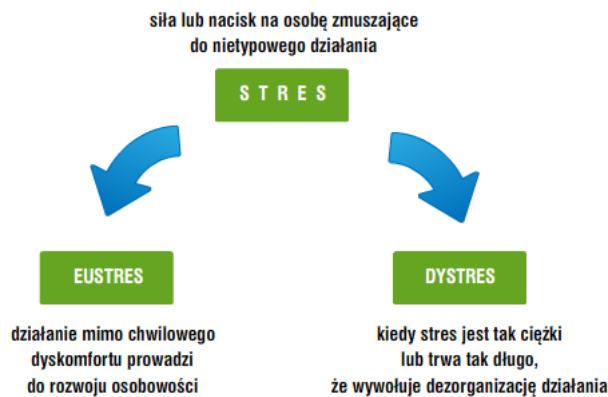 siła lub nacisk na osobę zmuszające
do nietypowego działania
S T R E S
EUSTRES
działanie mimo chwilowego
dyskomfortu prowadzi
do rozwoju osobowości
DYSTRES
kiedy stres jest tak ciężki
lub trwa tak długo,
że wywołuje dezorganizację działania